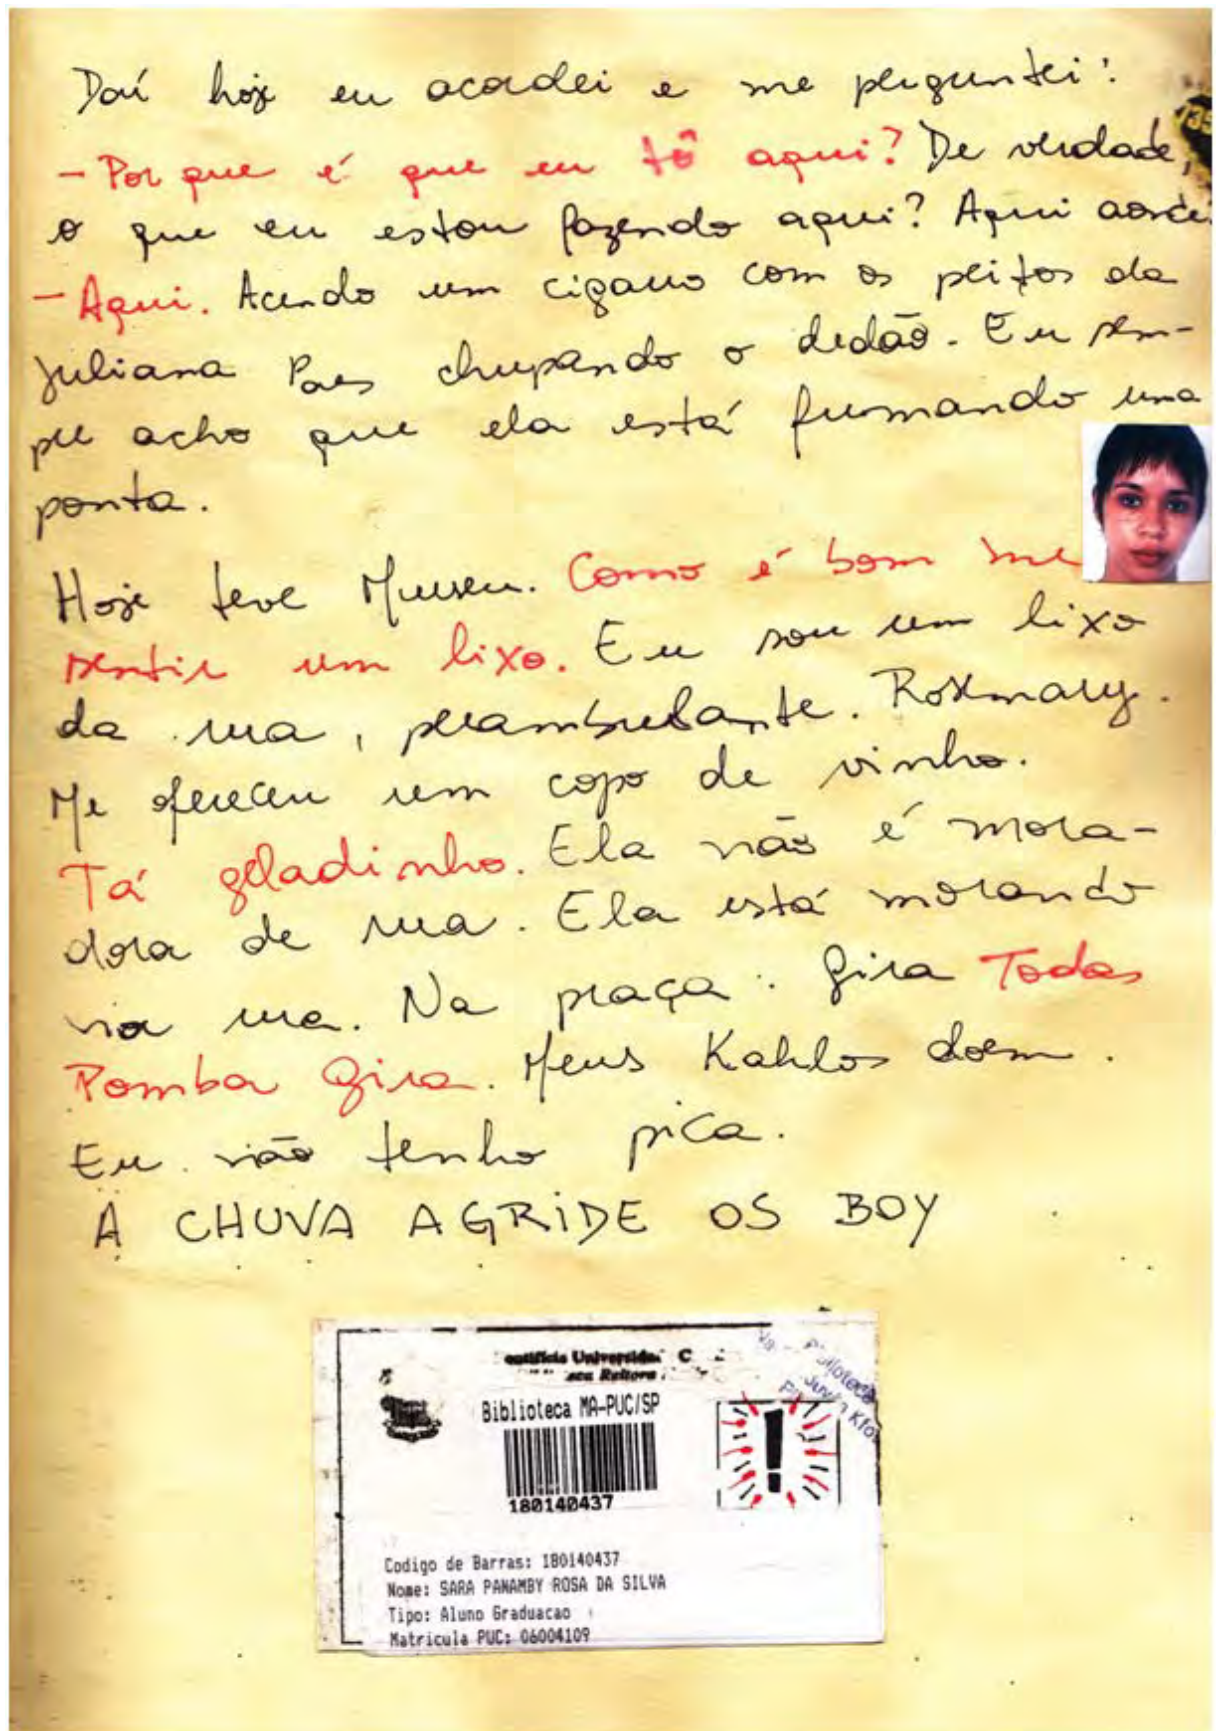 Daí hoje eu acordei e me perguntei:
- Por que é que eu tô aqui? De verdade,
o que eu estou fazendo aqui? Aqui
- Aqui. Acendo um cigarro com os peitos da
Juliana Paes chupando o dedão. Eu sem-
pre acho que ela está fumando uma
ponta.
Hoje teve Museu. Como é bom me
sentir um lixo. Eu sou um lixo
da rua, perambulante. Rosemary.
Me ofereceu um copo de vinho.
Tá geladinho. Ela não é mora-
dora de rua. Ela está morando
na rua. Na praça. Gira Todas
Pomba Gira. Meus Kahlos doem.
Eu não tenho pica.
A CHUVA AGRIDE OS BOY
Biblioteca MA-PUC/SP
180140437
Codigo de Barras: 180140437
Nome: SARA PANAMBY ROSA DA SILVA
Tipo: Aluno Graduacao
Matricula PUC: 06004109